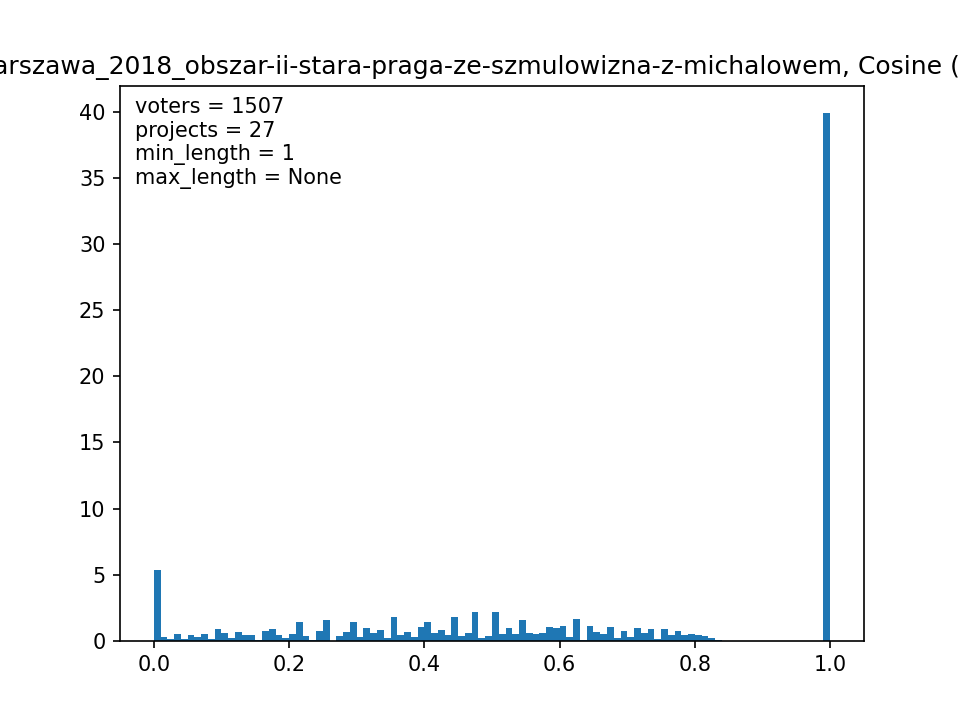 arszawa_2018_obszar-ii-stara-praga-ze-szmulowizna-z-michalowem, Cosine (
voters = 1507
projects = 27
min_length = 1
max_length = None
40
35
30
25
20
15
10
5
0
0.0 0.2 0.4 0.6 0.8 1.0